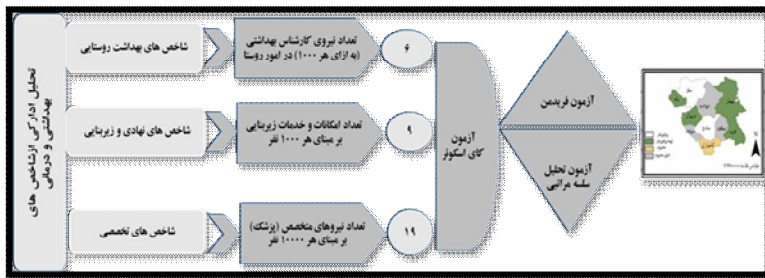 تحلیل ادارکی ازشاخص های
بهداشتی و درمانی
شاخص های بهداشت روستایی
تعداد نیروی کارشناس بهداشتی
(به ازای هر ۱۰۰۰) در امور روستا
۶
شاخص های نهادی و زیربنایی
تعداد امکانات و خدمات زیربنایی
بر مبنای هر ۱۰۰۰ نفر
۹
شاخص های تخصصی
تعداد نیروهای متخصص (پزشک)
بر مبنای هر ۱۰۰۰۰ نفر
۱۹
آزمون
کای اسکوئر
آزمون فریدمن
آزمون تحلیل
سلسه مراتبی